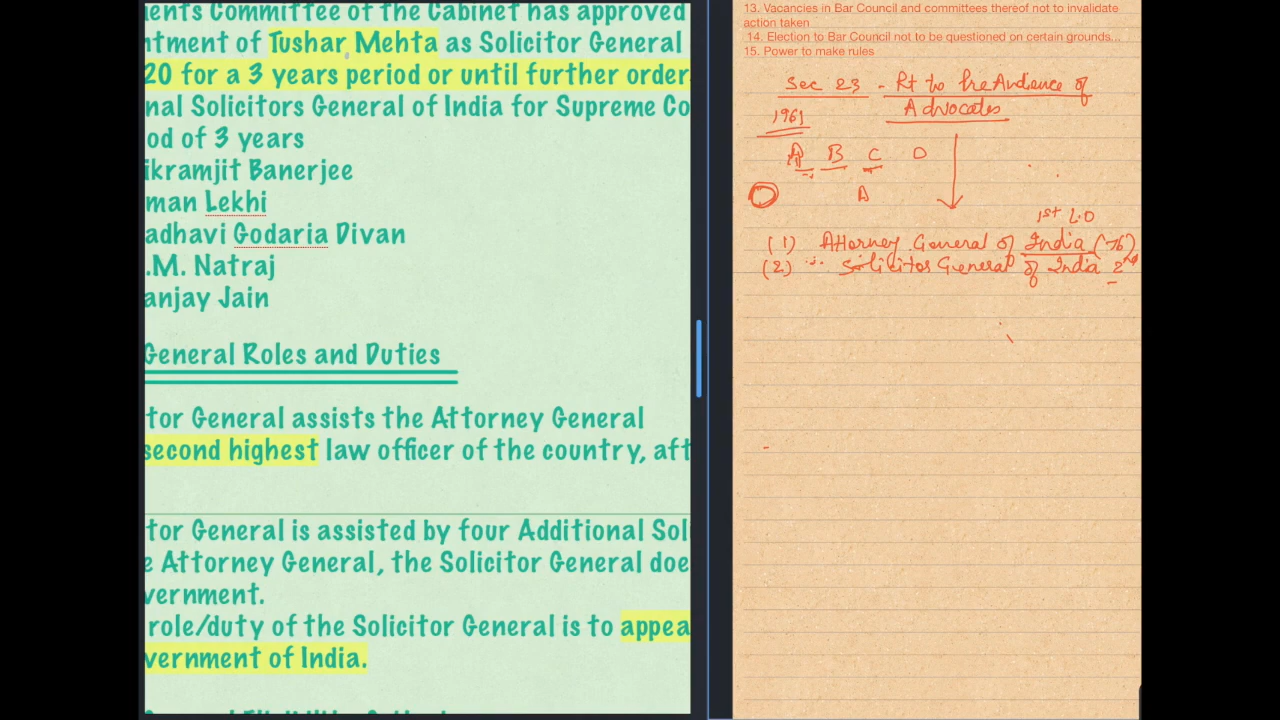 ents Committee of the Cabinet has approved
ntment of Tushar Mehta as Solicitor General
20 for a 3 years period or until further order
nal Solicitors General of India for Supreme Co
od of 3 years
ikramjit Banerjee
man Lekhi
adhavi Godaria Divan
.M. Natraj
anjay Jain
General Roles and Duties
tor General assists the Attorney General
second highest law officer of the country, aft
tor General is assisted by four Additional Sol
e Attorney General, the Solicitor General doe
vernment.
role/duty of the Solicitor General is to appea
vernment of India.
13. Vacancies in Bar Council and committees thereof not to invalidate
action taken
14. Election to Bar Council not to be questioned on certain grounds...
15. Power to make rules
Sec 23 - Rt to Pre Audience of
Advocates
1961
A B C D
A
1st L.O
(1) Attorney General of India (76)
(2) Solicitor General of India 2nd